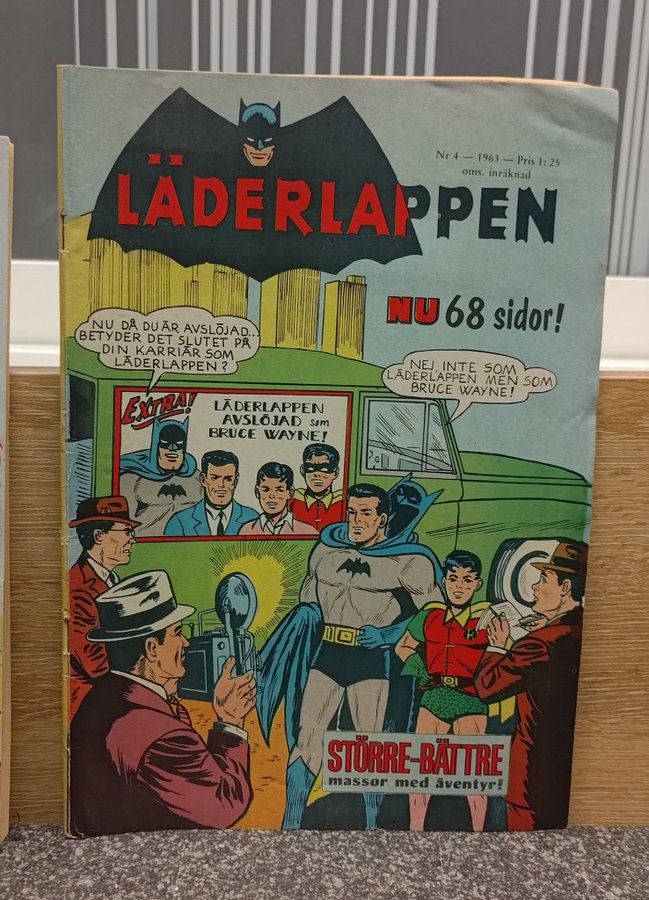 Nr 4 — 1963 — Pris 1:25
oms. inräknad
LÄDERLAPPEN
NU 68 sidor!
NU DÅ DU ÄR AVSLÖJAD..
BETYDER DET SLUTET PÅ
DIN KARRIÄR SOM
LÄDERLAPPEN?
NEJ, INTE SOM
LÄDERLAPPEN MEN SOM
BRUCE WAYNE!
EXTRA!
LÄDERLAPPEN
AVSLÖJAD som
BRUCE WAYNE!
R
STÖRRE-BÄTTRE
massor med äventyr!